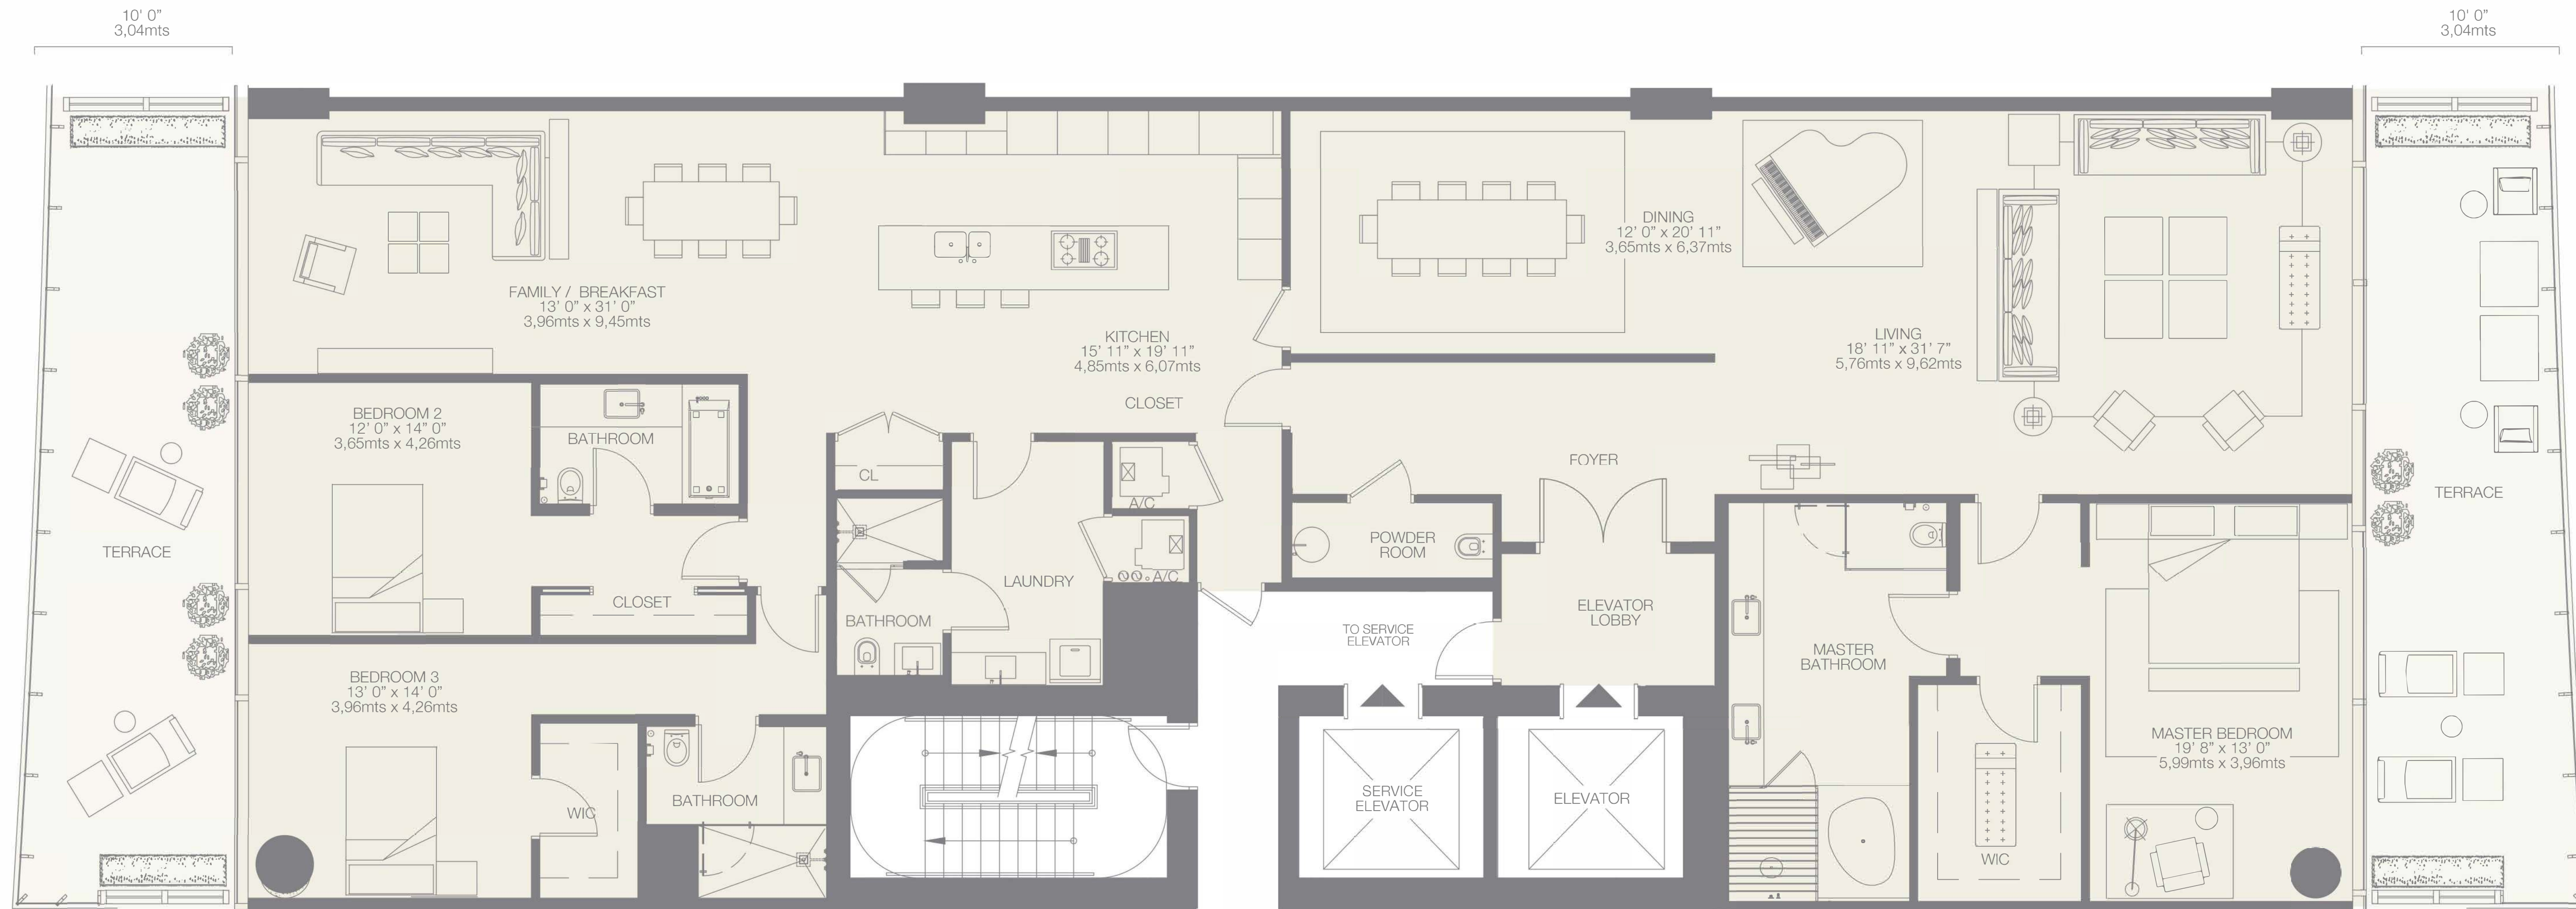 10' 0”
3,04mts
10' 0”
3,04mts
DINING
12' 0” x 20' 11”
3,65mts x 6,37mts
FAMILY / BREAKFAST
13' 0” x 31' 0”
3,96mts x 9,45mts
KITCHEN
15' 11” x 19' 11”
4,85mts x 6,07mts
LIVING
18' 11” x 31' 7”
5,76mts x 9,62mts
CLOSET
BEDROOM 2
12' 0” x 14” 0”
3,65mts x 4,26mts
BATHROOM
CL
FOYER
A/C
TERRACE
TERRACE
POWDER
ROOM
A/C
LAUNDRY
CLOSET
BATHROOM
ELEVATOR
LOBBY
TO SERVICE
ELEVATOR
MASTER
BATHROOM
BEDROOM 3
13' 0” x 14' 0”
3,96mts x 4,26mts
MASTER BEDROOM
19' 8” x 13' 0”
5,99mts x 3,96mts
WIC
BATHROOM
SERVICE
ELEVATOR
ELEVATOR
WIC